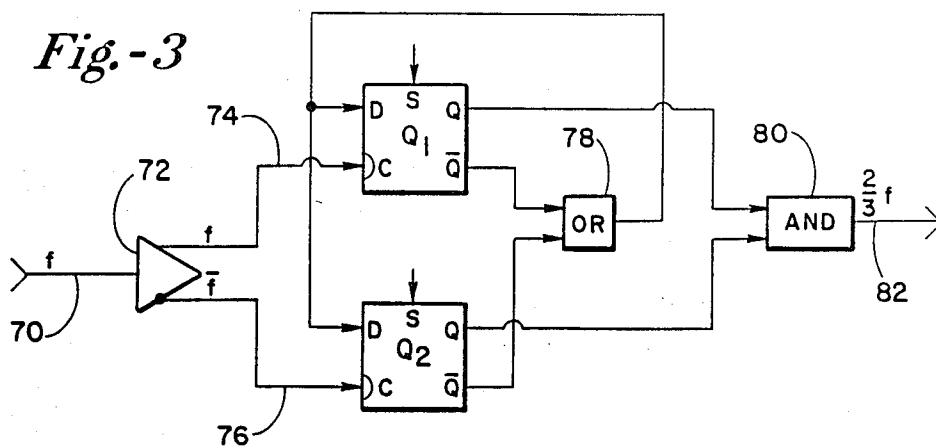 Fig.-3
74
D S Q
Q1
C Q̄
78
OR
80
AND
2/3 f
82
72
f
f
f̄
70
D S Q
Q2
C Q̄
76